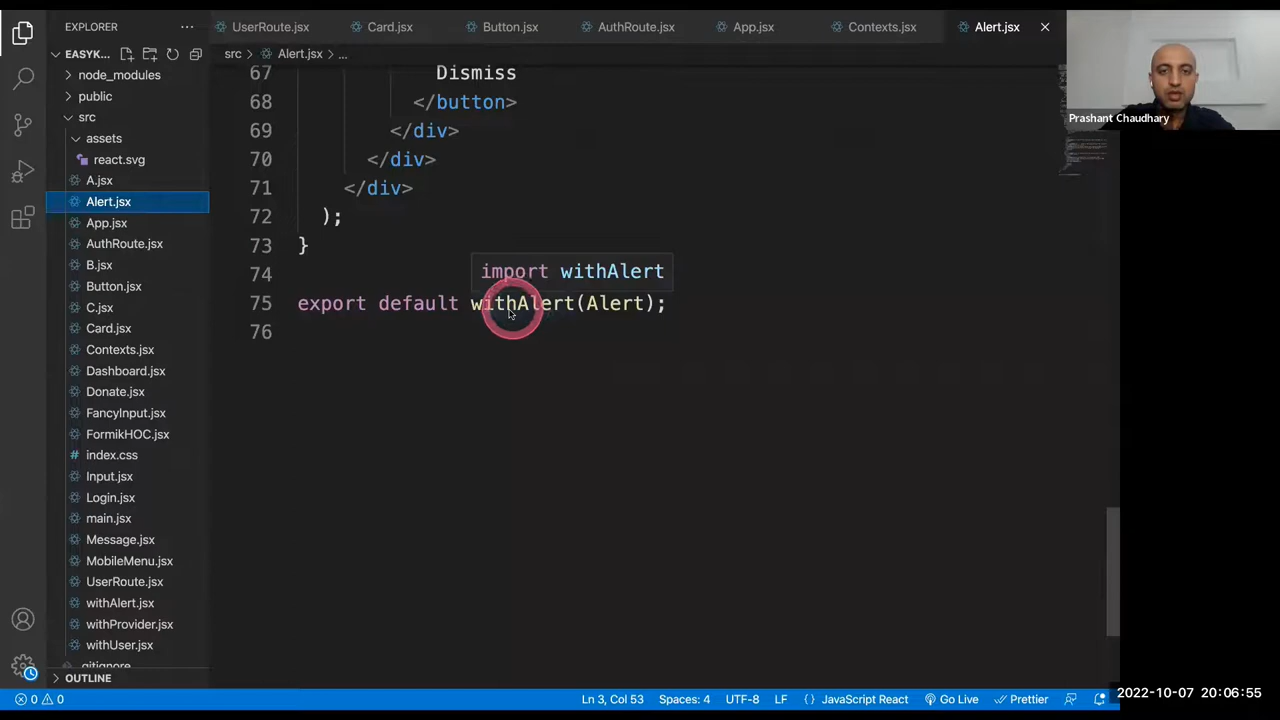 EXPLORER
UserRoute.jsx
Card.jsx
Button.jsx
AuthRoute.jsx
App.jsx
Contexts.jsx
Alert.jsx
EASYK...
src > Alert.jsx > ...
node_modules
public
src
assets
react.svg
A.jsx
Alert.jsx
App.jsx
AuthRoute.jsx
B.jsx
Button.jsx
C.jsx
Card.jsx
Contexts.jsx
Dashboard.jsx
Donate.jsx
FancyInput.jsx
FormikHOC.jsx
index.css
Input.jsx
Login.jsx
main.jsx
Message.jsx
MobileMenu.jsx
UserRoute.jsx
withAlert.jsx
withProvider.jsx
withUser.jsx
.gitignore
OUTLINE
67 Dismiss
68 </button>
69 </div>
70 </div>
71 </div>
72 );
73 }
74
import withAlert
75 export default withAlert(Alert);
76
Prashant Chaudhary
0 0
Ln 3, Col 53
Spaces: 4
UTF-8
LF
{ } JavaScript React
Go Live
Prettier
2022-10-07 20:06:55